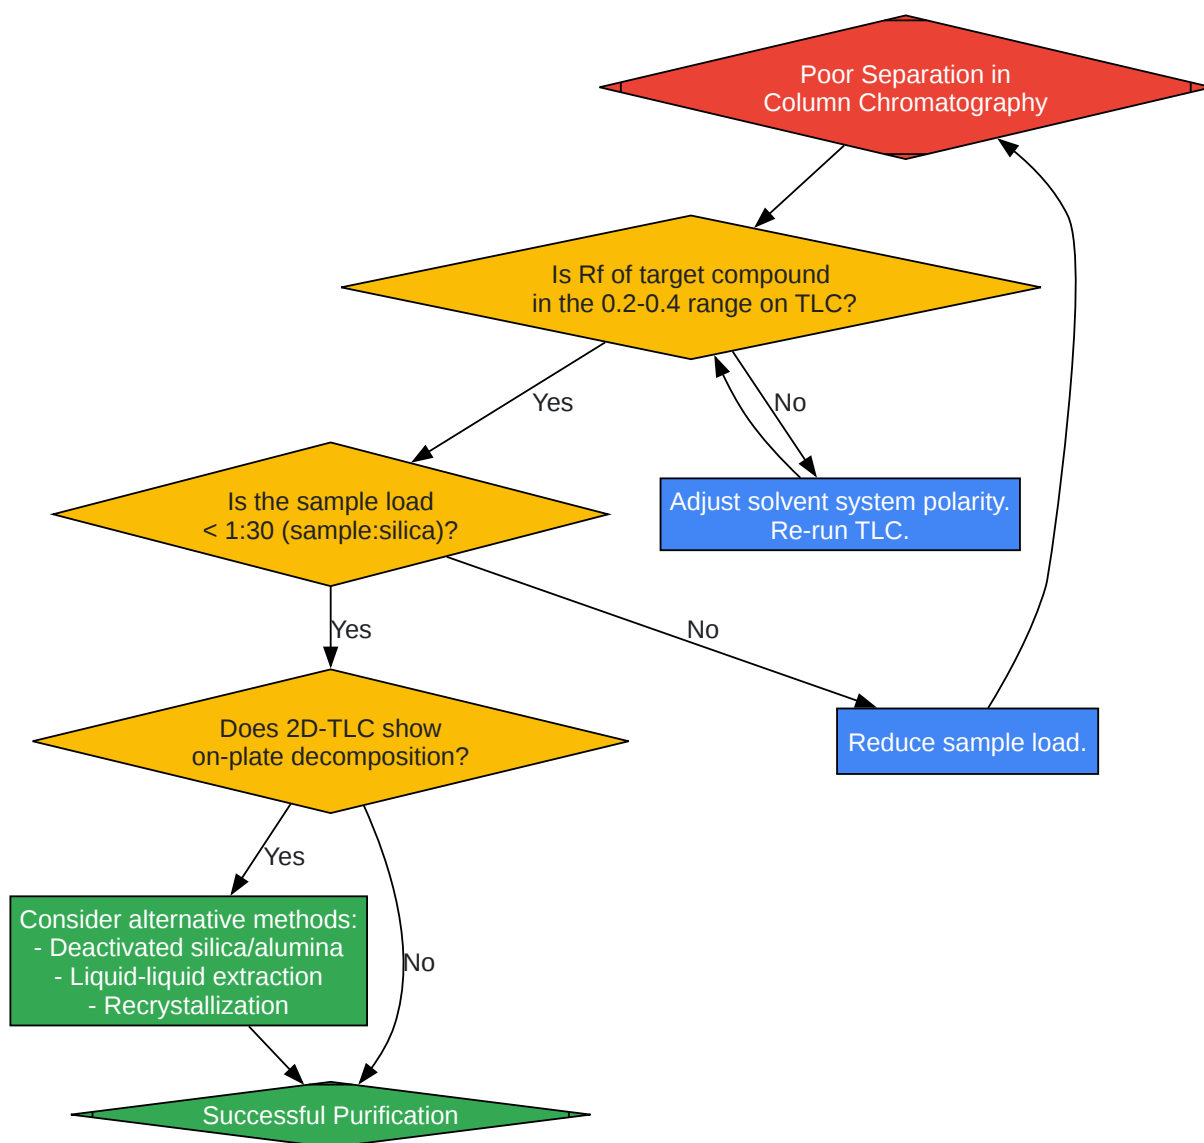 Poor Separation in
Column Chromatography
Is Rf of target compound
in the 0.2-0.4 range on TLC?
Yes
No
Is the sample load
< 1:30 (sample:silica)?
Adjust solvent system polarity.
Re-run TLC.
Yes
No
Does 2D-TLC show
on-plate decomposition?
Reduce sample load.
Yes
No
Consider alternative methods:
- Deactivated silica/alumina
- Liquid-liquid extraction
- Recrystallization
Successful Purification